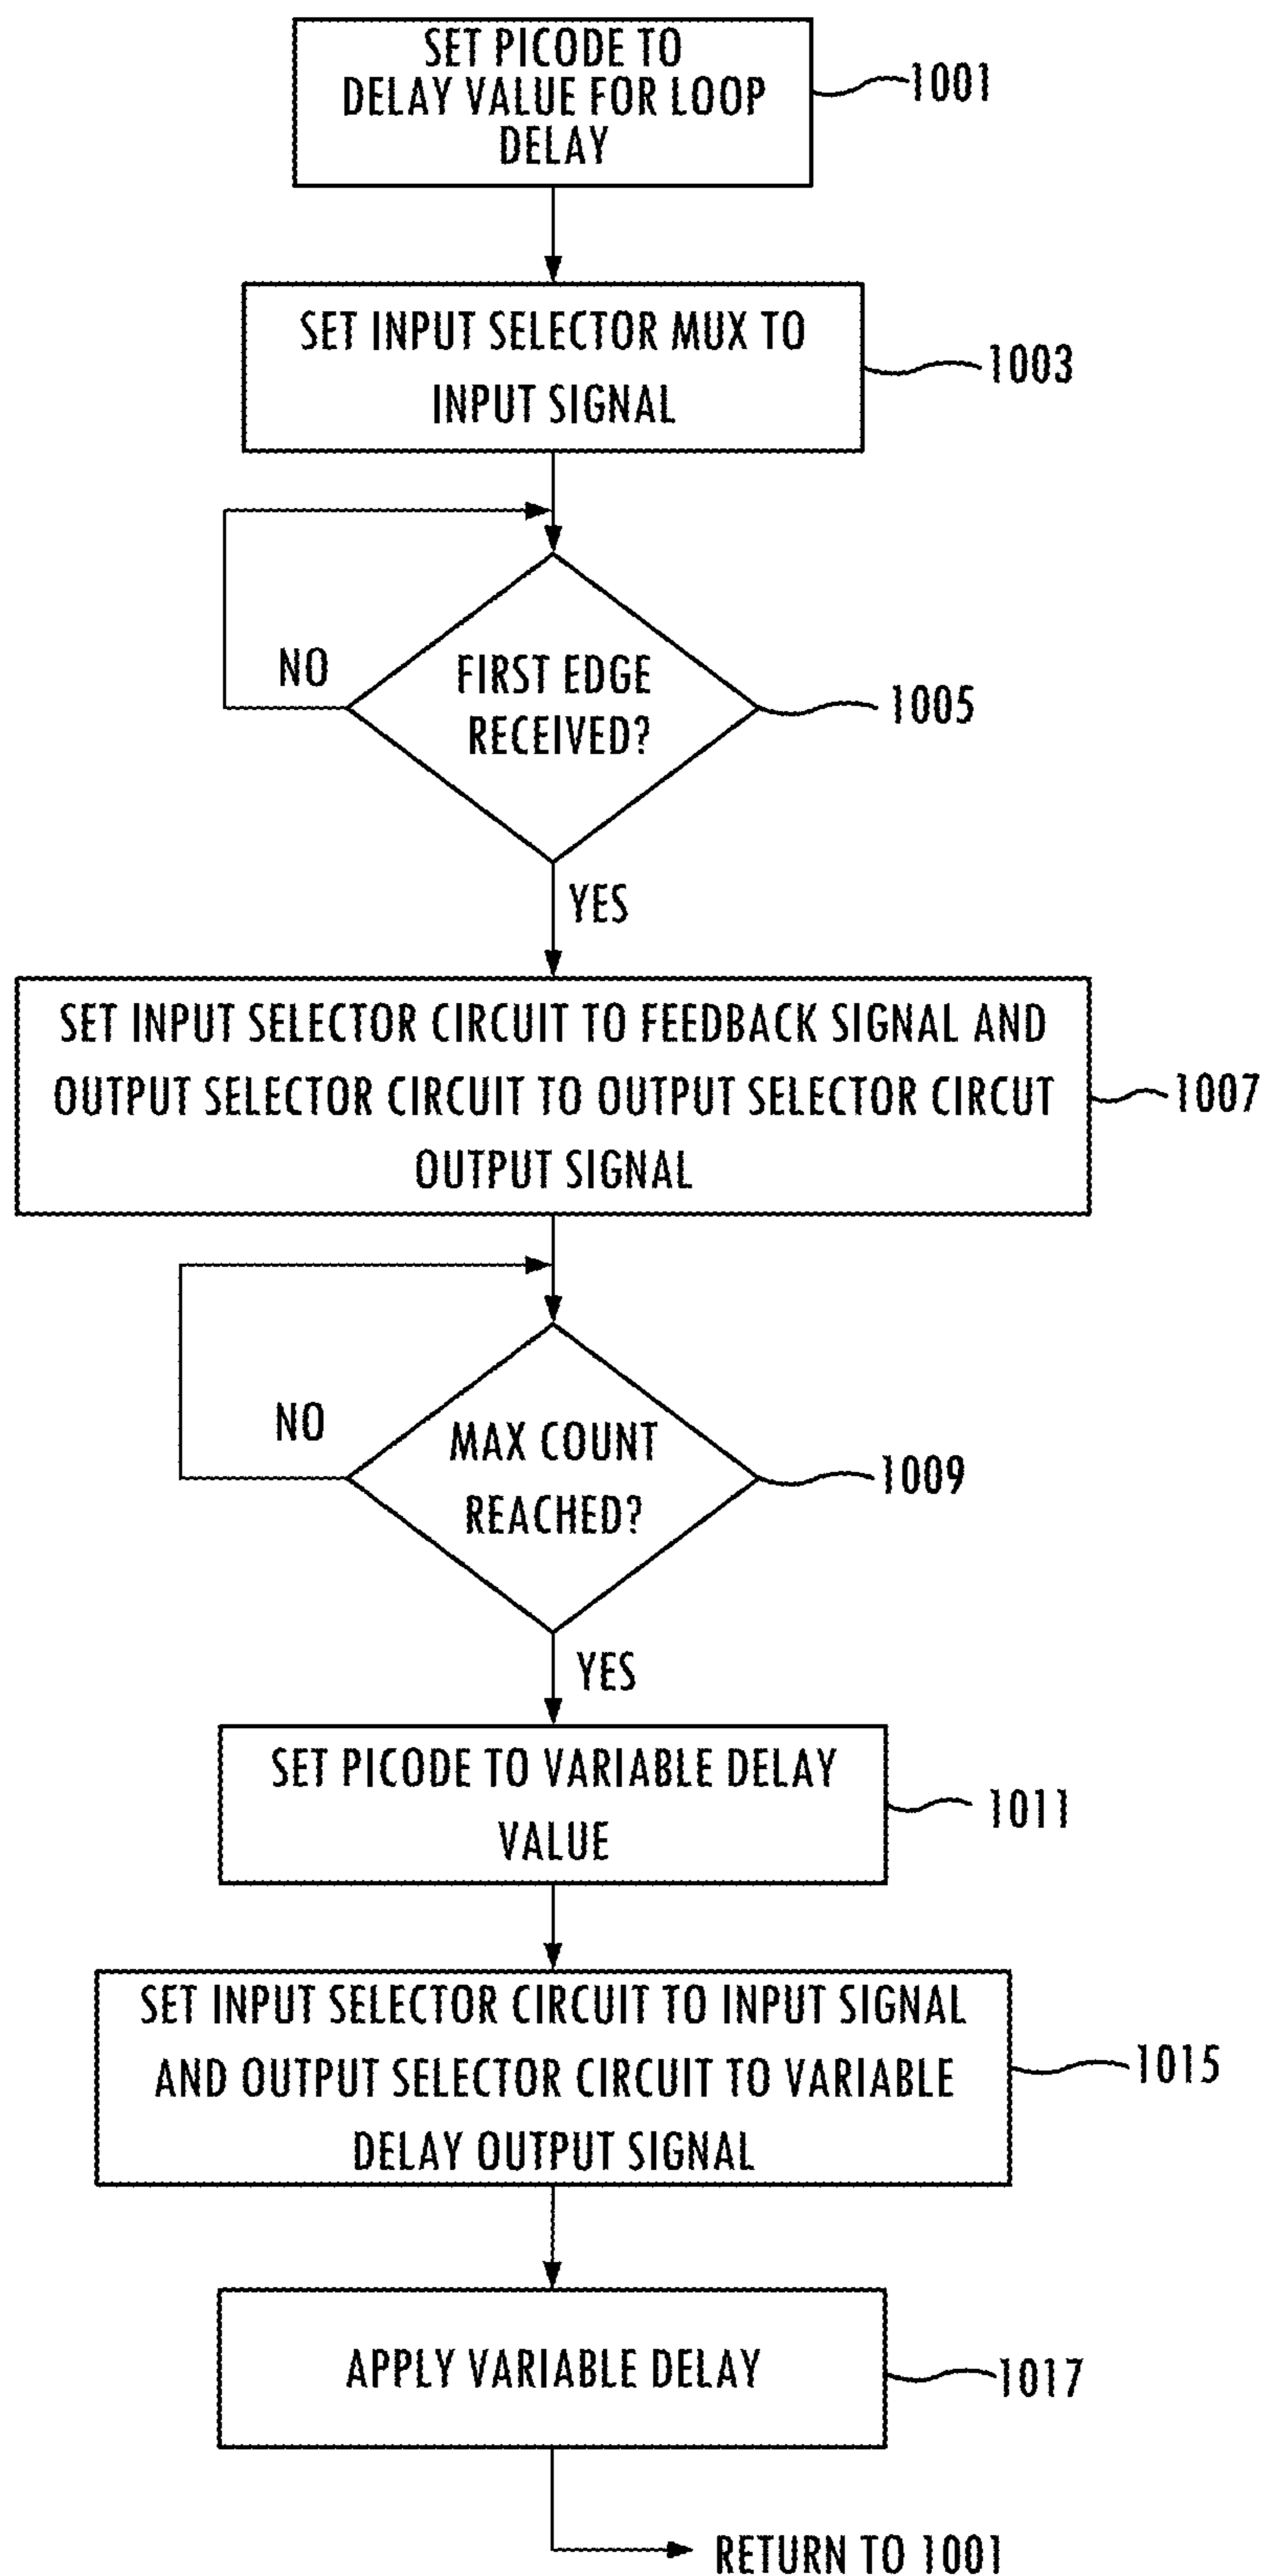 SET PICODE TO
DELAY VALUE FOR LOOP
DELAY
1001
SET INPUT SELECTOR MUX TO
INPUT SIGNAL
1003
NO
FIRST EDGE
RECEIVED?
1005
YES
SET INPUT SELECTOR CIRCUIT TO FEEDBACK SIGNAL AND
OUTPUT SELECTOR CIRCUIT TO OUTPUT SELECTOR CIRCUT
OUTPUT SIGNAL
1007
NO
MAX COUNT
REACHED?
1009
YES
SET PICODE TO VARIABLE DELAY
VALUE
1011
SET INPUT SELECTOR CIRCUIT TO INPUT SIGNAL
AND OUTPUT SELECTOR CIRCUIT TO VARIABLE
DELAY OUTPUT SIGNAL
1015
APPLY VARIABLE DELAY
1017
RETURN TO 1001